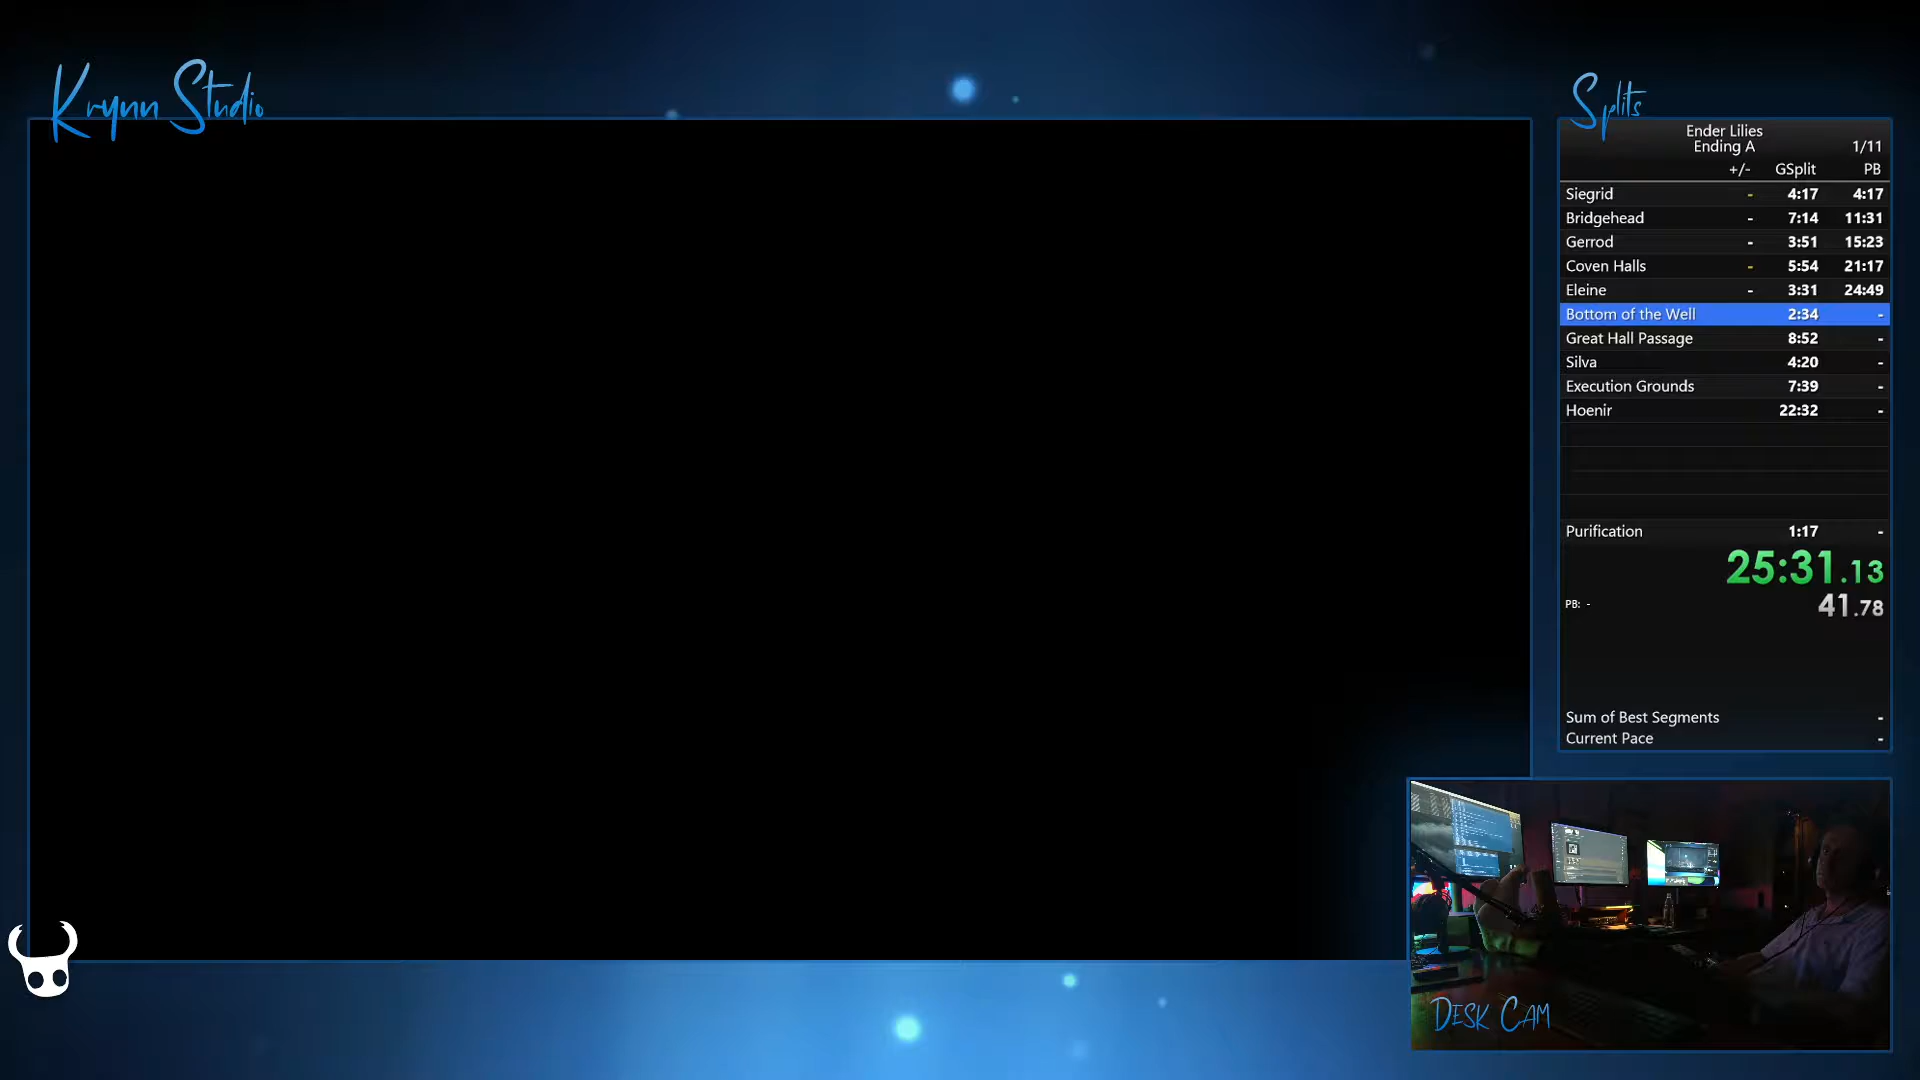 Krynn Studio
Splits
Ender Lilies
Ending A 1/11
+/- GSplit PB
Siegrid - 4:17 4:17
Bridgehead - 7:14 11:31
Gerrod - 3:51 15:23
Coven Halls - 5:54 21:17
Eleine - 3:31 24:49
Bottom of the Well 2:34 -
Great Hall Passage 8:52 -
Silva 4:20 -
Execution Grounds 7:39 -
Hoenir 22:32 -
Purification 1:17 -
25:31.13
PB: - 41.78
Sum of Best Segments -
Current Pace -
Desk Cam